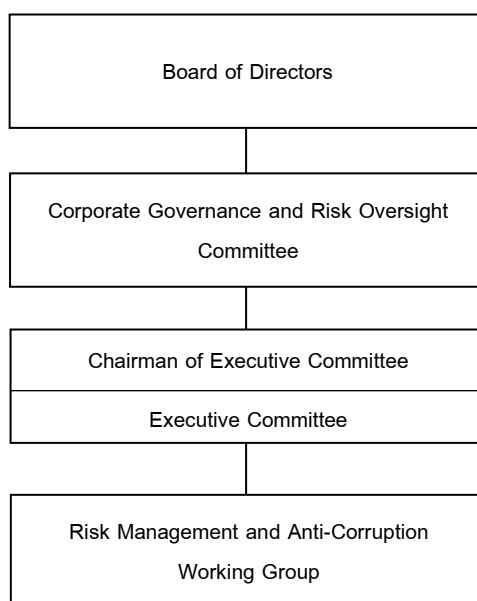 Board of Directors
Corporate Governance and Risk Oversight
Committee
Chairman of Executive Committee
Executive Committee
Risk Management and Anti-Corruption
Working Group